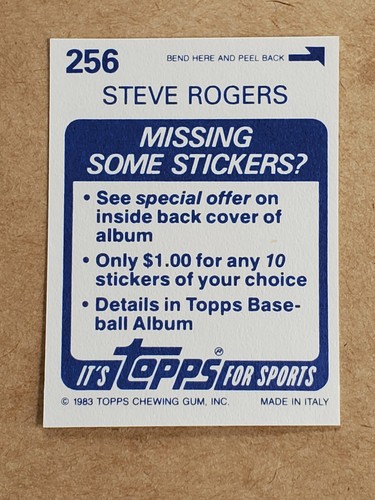 256
BEND HERE AND PEEL BACK
STEVE ROGERS
MISSING
SOME STICKERS?
• See special offer on
inside back cover of
album
• Only $1.00 for any 10
stickers of your choice
• Details in Topps Base-
ball Album
IT'S Topps® FOR SPORTS
© 1983 TOPPS CHEWING GUM, INC. MADE IN ITALY